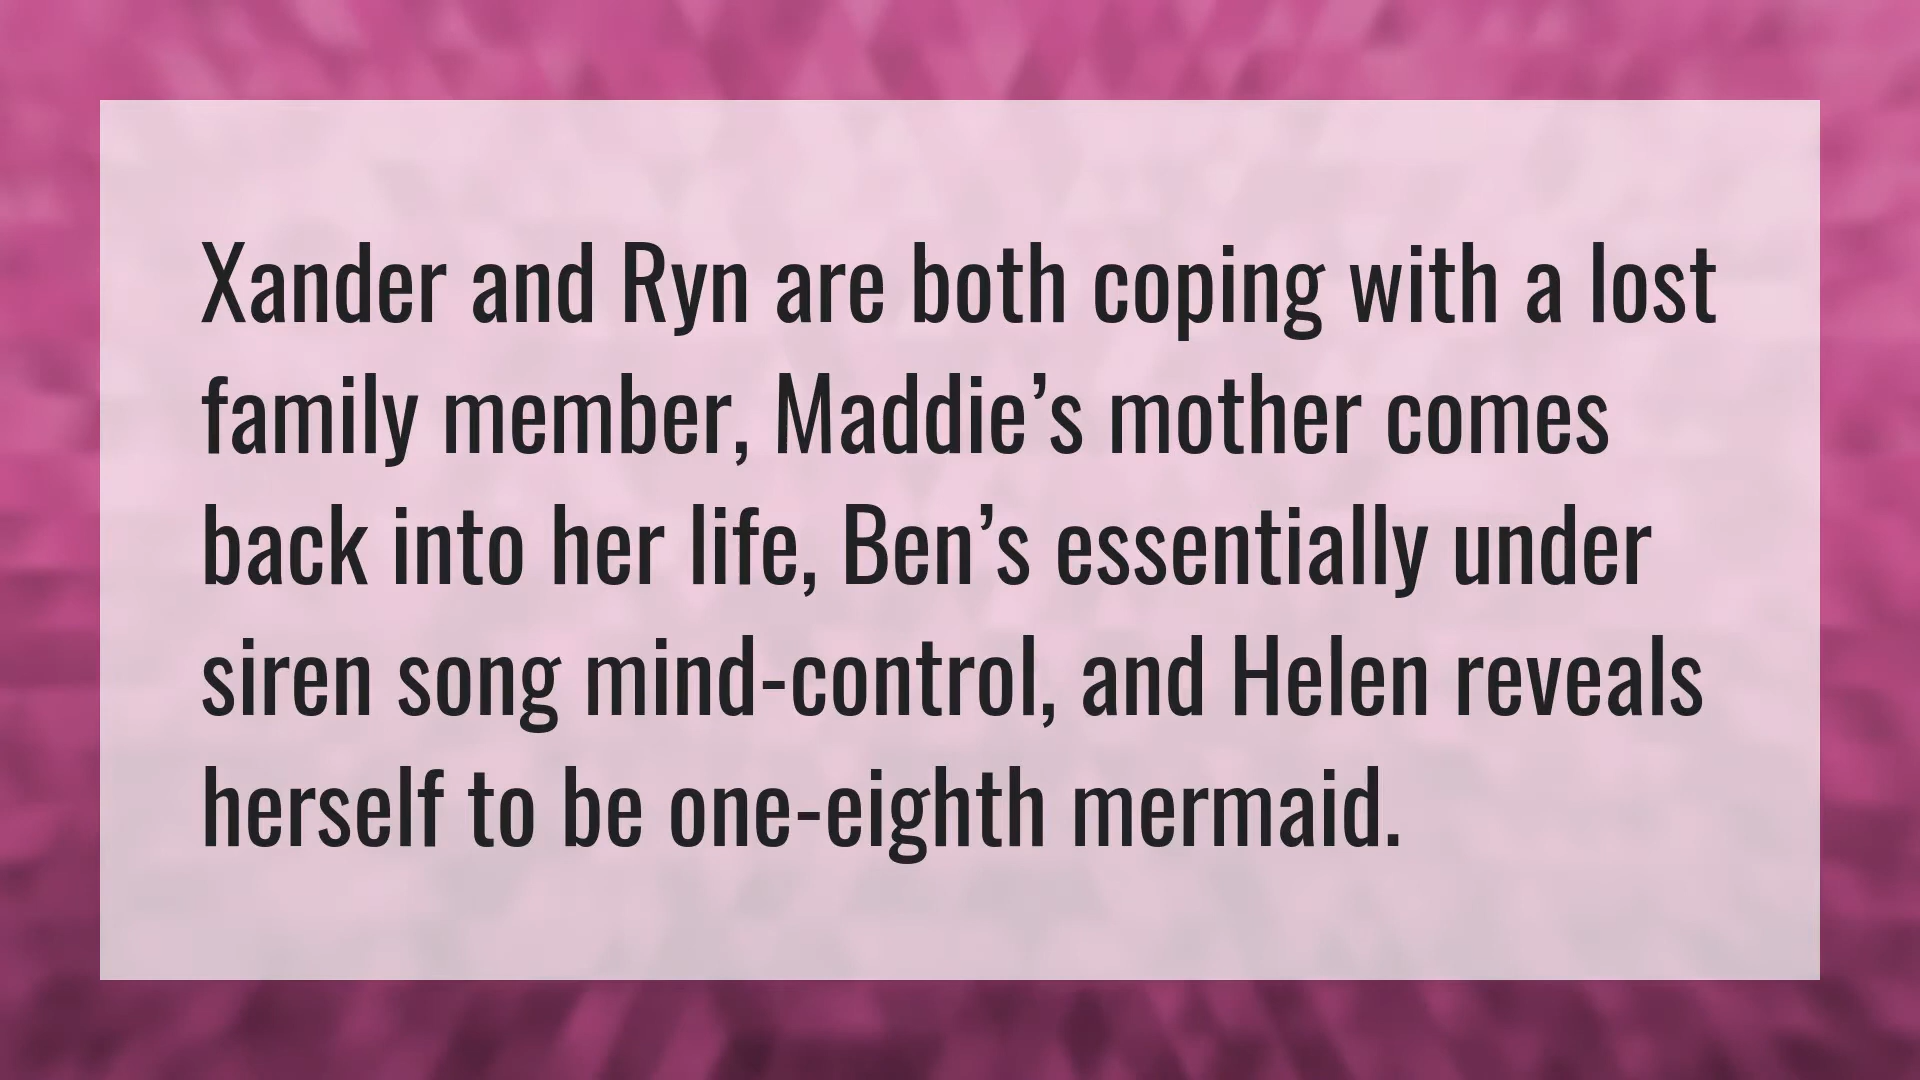 Xander and Ryn are both coping with a lost
family member, Maddie’s mother comes
back into her life, Ben’s essentially under
siren song mind-control, and Helen reveals
herself to be one-eighth mermaid.